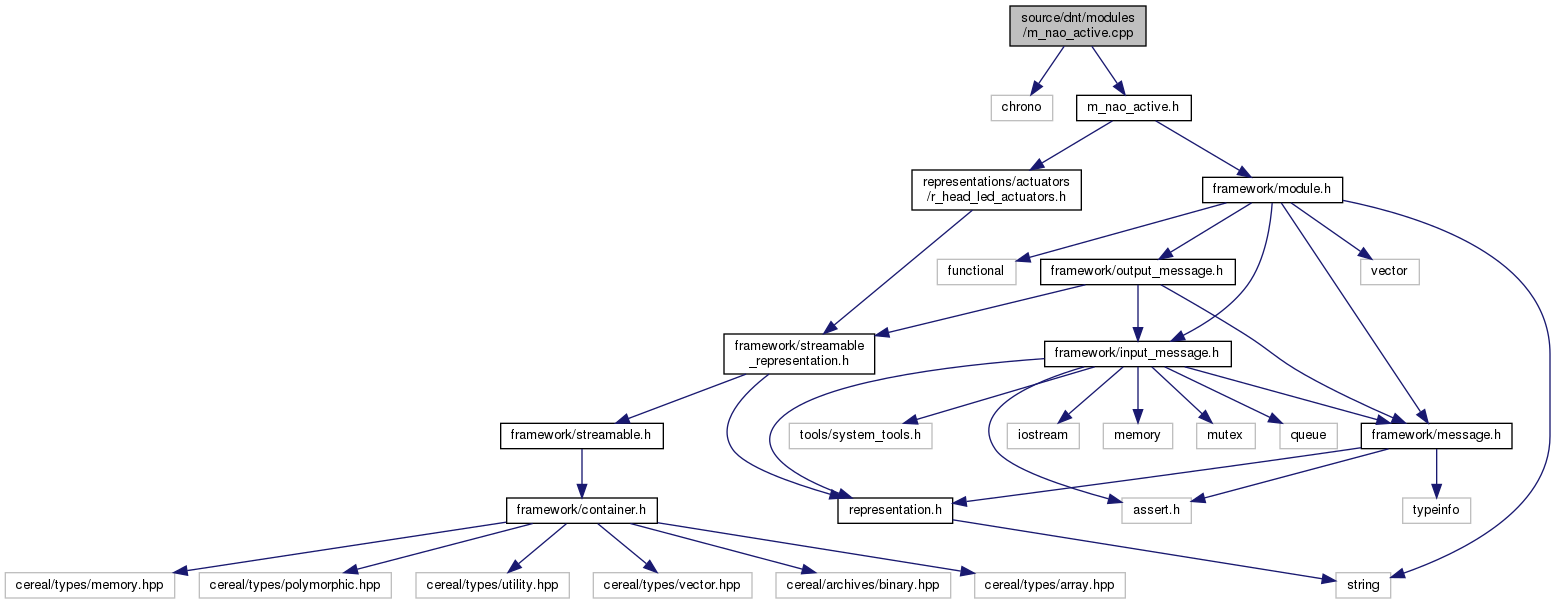 source/dnt/modules
/m_nao_active.cpp
chrono
m_nao_active.h
representations/actuators
/r_head_led_actuators.h
framework/module.h
functional
framework/output_message.h
vector
framework/streamable
_representation.h
framework/input_message.h
framework/streamable.h
tools/system_tools.h
iostream
memory
mutex
queue
framework/message.h
framework/container.h
representation.h
assert.h
typeinfo
cereal/types/memory.hpp
cereal/types/polymorphic.hpp
cereal/types/utility.hpp
cereal/types/vector.hpp
cereal/archives/binary.hpp
cereal/types/array.hpp
string